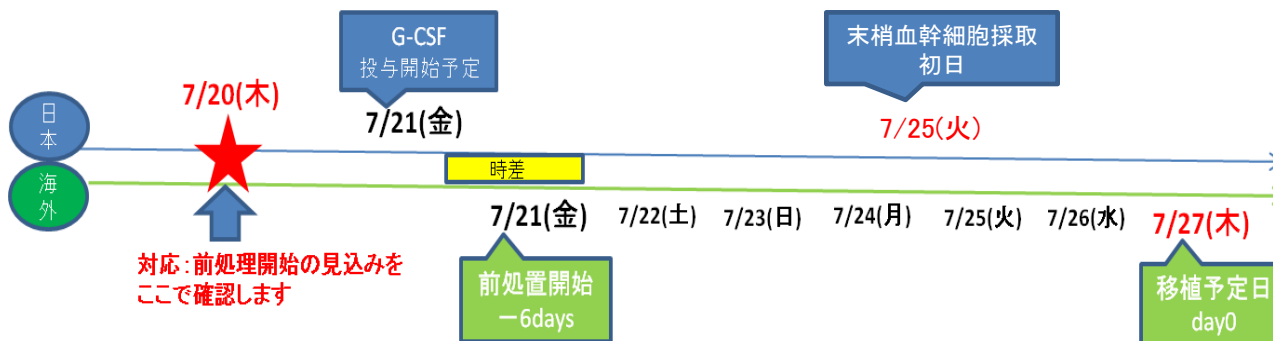 G-CSF
投与開始予定
末梢血幹細胞採取
初日
7/20(木)
7/21(金)
7/25(火)
日
本
時差
海
外
7/21(金)
7/22(土)
7/23(日)
7/24(月)
7/25(火)
7/26(水)
7/27(木)
対応:前処理開始の見込みを
ここで確認します
前処置開始
ー6days
移植予定日
day0